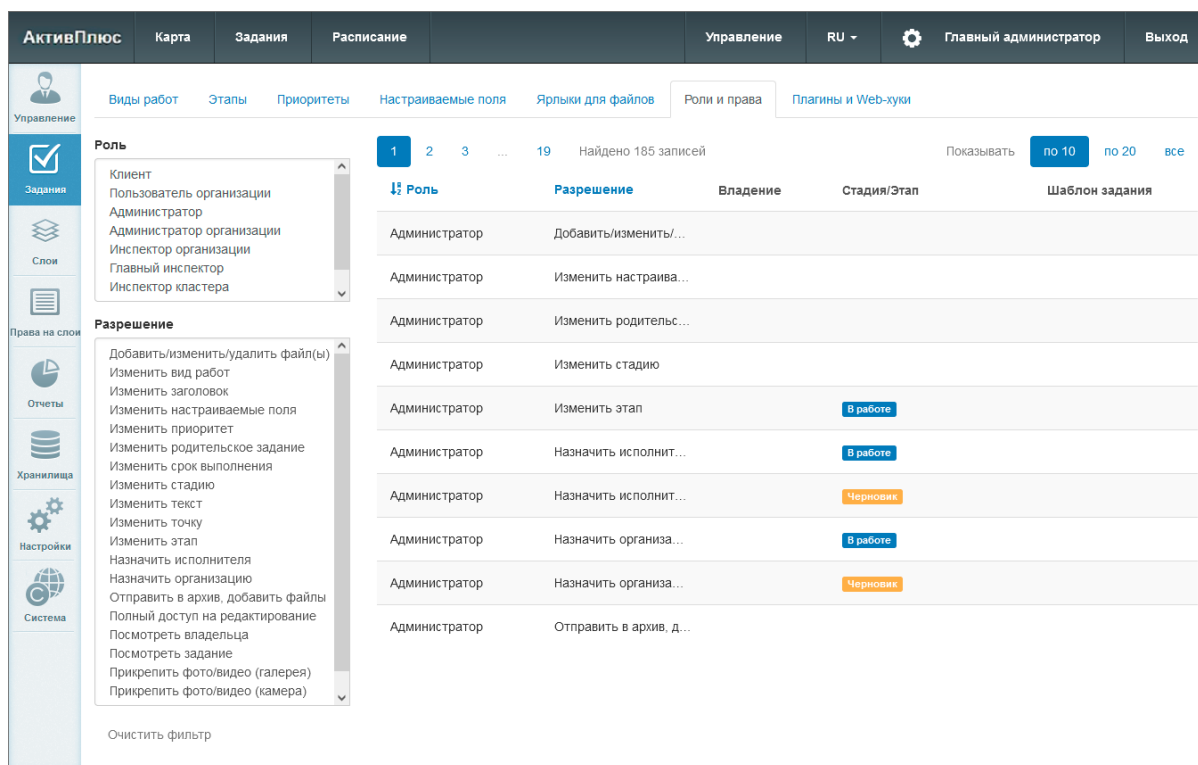 АктивПлюс Карта Задания Расписание Управление RU Главный администратор Выход
Управление
Задания
Слои
Права на слои
Отчеты
Хранилища
Настройки
Система
Виды работ Этапы Приоритеты Настраиваемые поля Ярлыки для файлов Роли и права Плагины и Web-хуки
Роль
Клиент
Пользователь организации
Администратор
Администратор организации
Инспектор организации
Главный инспектор
Инспектор кластера
Разрешение
Добавить/изменить/удалить файл(ы)
Изменить вид работ
Изменить заголовок
Изменить настраиваемые поля
Изменить приоритет
Изменить родительское задание
Изменить срок выполнения
Изменить стадию
Изменить текст
Изменить точку
Изменить этап
Назначить исполнителя
Назначить организацию
Отправить в архив, добавить файлы
Полный доступ на редактирование
Посмотреть владельца
Посмотреть задание
Прикрепить фото/видео (галерея)
Прикрепить фото/видео (камера)
Очистить фильтр
1 2 3 ... 19 Найдено 185 записей Показывать по 10 по 20 все
Роль Разрешение Владение Стадия/Этап Шаблон задания
Администратор Добавить/изменить/...
Администратор Изменить настраива...
Администратор Изменить родительс...
Администратор Изменить стадию
Администратор Изменить этап В работе
Администратор Назначить исполнит... В работе
Администратор Назначить исполнит... Черновик
Администратор Назначить организа... В работе
Администратор Назначить организа... Черновик
Администратор Отправить в архив, д...